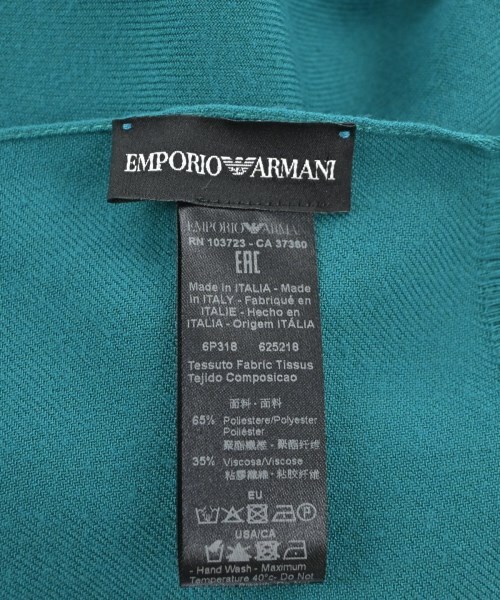 EMPORIO ARMANI
EMPORIO ARMANI
RN 103723 - CA 37360
EAC
Made in ITALIA - Made
in ITALY - Fabriqué en
ITALIE - Hecho en
ITALIA - Origem ITÁLIA
6P318 625218
Tessuto Fabric Tissus
Tejido Composicao
面料 · 面料
65% Poliestere/Polyester
Poliéster
聚酯纖維 · 聚酯纤维
35% Viscosa/Viscose
粘膠纖維 · 粘胶纤维
EU
USA/CA
- Hand Wash - Maximum
Temperature 40°c- Do Not